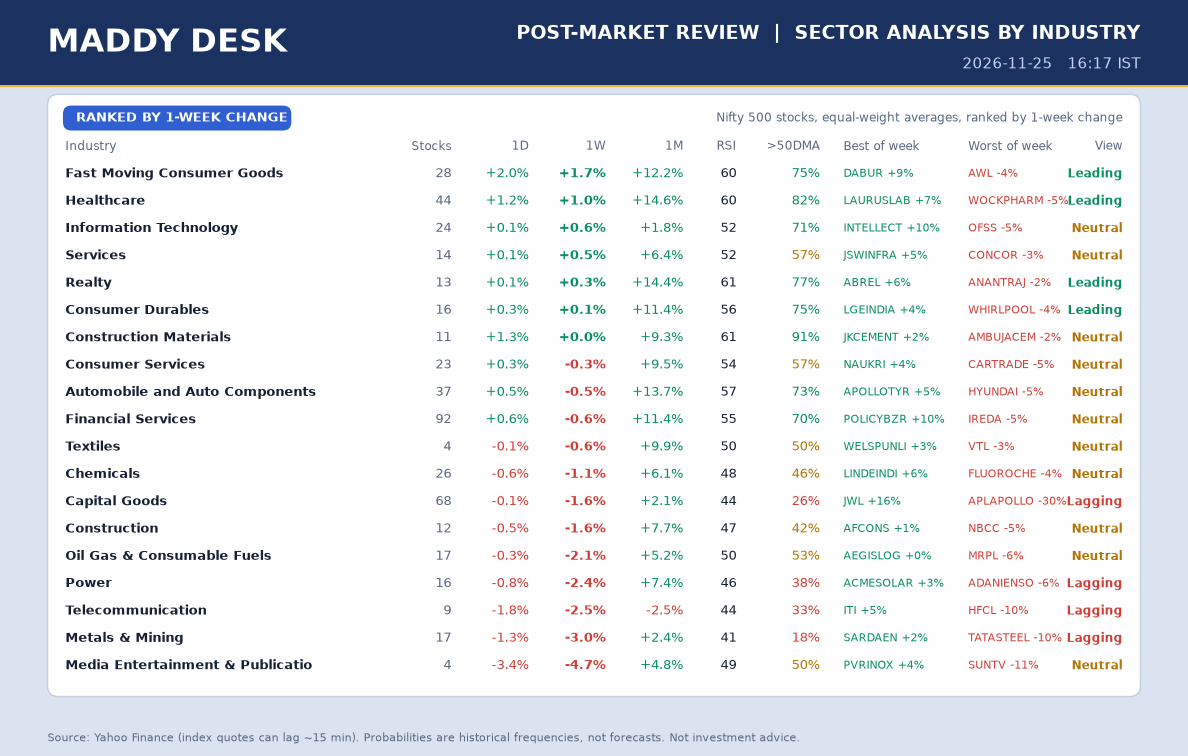 MADDY DESK
POST-MARKET REVIEW | SECTOR ANALYSIS BY INDUSTRY
2026-11-25 16:17 IST
RANKED BY 1-WEEK CHANGE
Nifty 500 stocks, equal-weight averages, ranked by 1-week change
Industry Stocks 1D 1W 1M RSI >50DMA Best of week Worst of week View
Fast Moving Consumer Goods 28 +2.0% +1.7% +12.2% 60 75% DABUR +9% AWL -4% Leading
Healthcare 44 +1.2% +1.0% +14.6% 60 82% LAURUSLAB +7% WOCKPHARM -5% Leading
Information Technology 24 +0.1% +0.6% +1.8% 52 71% INTELLECT +10% OFSS -5% Neutral
Services 14 +0.1% +0.5% +6.4% 52 57% JSWINFRA +5% CONCOR -3% Neutral
Realty 13 +0.1% +0.3% +14.4% 61 77% ABREL +6% ANANTRAJ -2% Leading
Consumer Durables 16 +0.3% +0.1% +11.4% 56 75% LGEINDIA +4% WHIRLPOOL -4% Leading
Construction Materials 11 +1.3% +0.0% +9.3% 61 91% JKCEMENT +2% AMBUJACEM -2% Neutral
Consumer Services 23 +0.3% -0.3% +9.5% 54 57% NAUKRI +4% CARTRADE -5% Neutral
Automobile and Auto Components 37 +0.5% -0.5% +13.7% 57 73% APOLLOTYR +5% HYUNDAI -5% Neutral
Financial Services 92 +0.6% -0.6% +11.4% 55 70% POLICYBZR +10% IREDA -5% Neutral
Textiles 4 -0.1% -0.6% +9.9% 50 50% WELSPUNLI +3% VTL -3% Neutral
Chemicals 26 -0.6% -1.1% +6.1% 48 46% LINDEINDI +6% FLUOROCHE -4% Neutral
Capital Goods 68 -0.1% -1.6% +2.1% 44 26% JWL +16% APLAPOLLO -30% Lagging
Construction 12 -0.5% -1.6% +7.7% 47 42% AFCONS +1% NBCC -5% Neutral
Oil Gas & Consumable Fuels 17 -0.3% -2.1% +5.2% 50 53% AEGISLOG +0% MRPL -6% Neutral
Power 16 -0.8% -2.4% +7.4% 46 38% ACMESOLAR +3% ADANIENSO -6% Lagging
Telecommunication 9 -1.8% -2.5% -2.5% 44 33% ITI +5% HFCL -10% Lagging
Metals & Mining 17 -1.3% -3.0% +2.4% 41 18% SARDAEN +2% TATASTEEL -10% Lagging
Media Entertainment & Publicatio 4 -3.4% -4.7% +4.8% 49 50% PVRINOX +4% SUNTV -11% Neutral
Source: Yahoo Finance (index quotes can lag ~15 min). Probabilities are historical frequencies, not forecasts. Not investment advice.